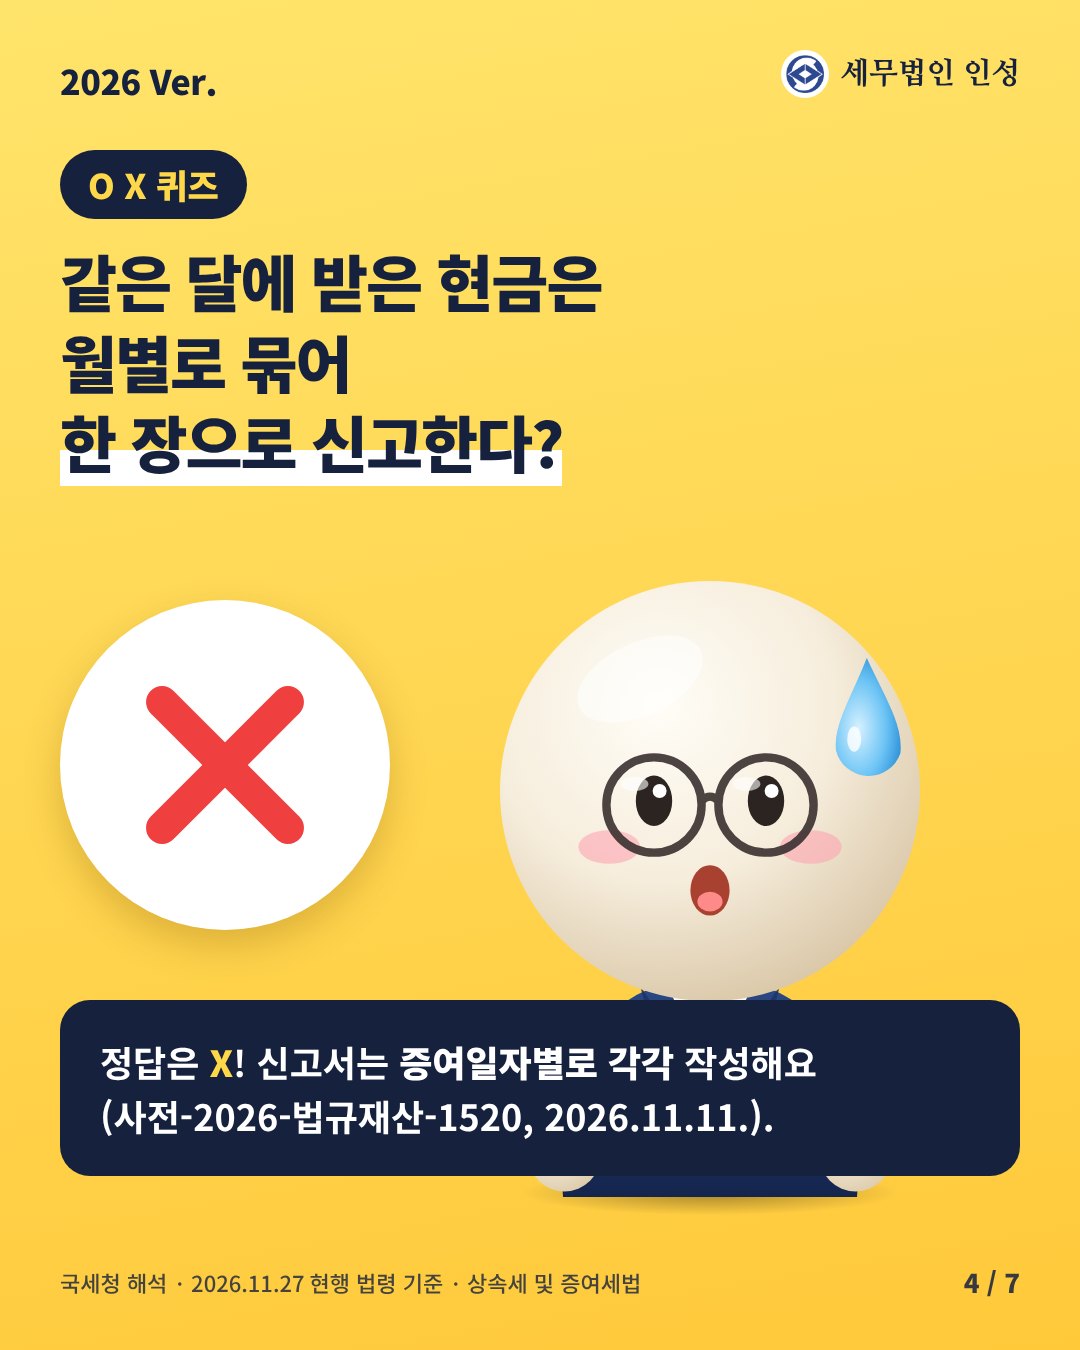 2026 Ver.
세무법인 인성
O X 퀴즈
같은 달에 받은 현금은
월별로 묶어
한 장으로 신고한다?
정답은 X! 신고서는 증여일자별로 각각 작성해요
(사전-2026-법규재산-1520, 2026.11.11.).
국세청 해석 · 2026.11.27 현행 법령 기준 · 상속세 및 증여세법
4 / 7